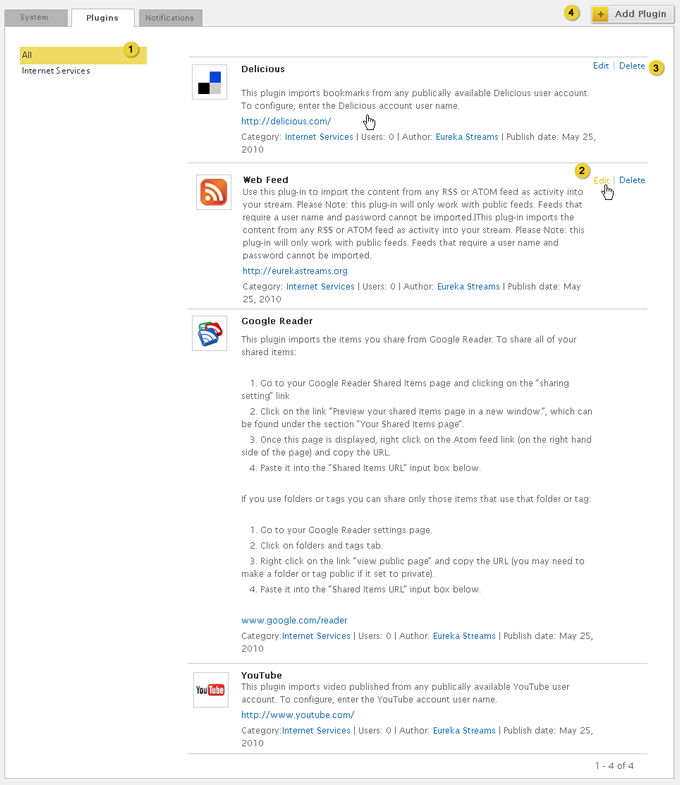 System
Plugins
Notifications
4
+ Add Plugin
All
1
Internet Services
Delicious
Edit | Delete
3
This plugin imports bookmarks from any publically available Delicious user account.
To configure, enter the Delicious account user name.
http://delicious.com/
Category: Internet Services | Users: 0 | Author: Eureka Streams | Publish date: May 25,
2010
2
Web Feed
Edit | Delete
Use this plug-in to import the content from any RSS or ATOM feed as activity into
your stream. Please Note: this plug-in will only work with public feeds. Feeds that
require a user name and password cannot be imported.|This plug-in imports the
content from any RSS or ATOM feed as activity into your stream. Please Note: this
plug-in will only work with public feeds. Feeds that require a user name and
password cannot be imported.
http://eurekastreams.org
Category: Internet Services | Users: 0 | Author: Eureka Streams | Publish date: May
25, 2010
Google Reader
This plugin imports the items you share from Google Reader. To share all of your
shared items:
1. Go to your Google Reader Shared Items page and clicking on the "sharing
setting" link
2. Click on the link "Preview your shared items page in a new window.", which can
be found under the section "Your Shared Items page".
3. Once this page is displayed, right click on the Atom feed link (on the right hand
side of the page) and copy the URL.
4. Paste it into the "Shared Items URL" input box below.
If you use folders or tags you can share only those items that use that folder or tag:
1. Go to your Google Reader settings page.
2. Click on folders and tags tab.
3. Right click on the link "view public page" and copy the URL (you may need to
make a folder or tag public if it set to private).
4. Paste it into the "Shared Items URL" input box below.
www.google.com/reader
Category:Internet Services | Users: 0 | Author: Eureka Streams | Publish date: May 25,
2010
You Tube
YouTube
This plugin imports video published from any publically available YouTube user
account. To configure, enter the YouTube account user name.
http://www.youtube.com/
Category:Internet Services | Users: 0 | Author: Eureka Streams | Publish date: May 25,
2010
1 - 4 of 4